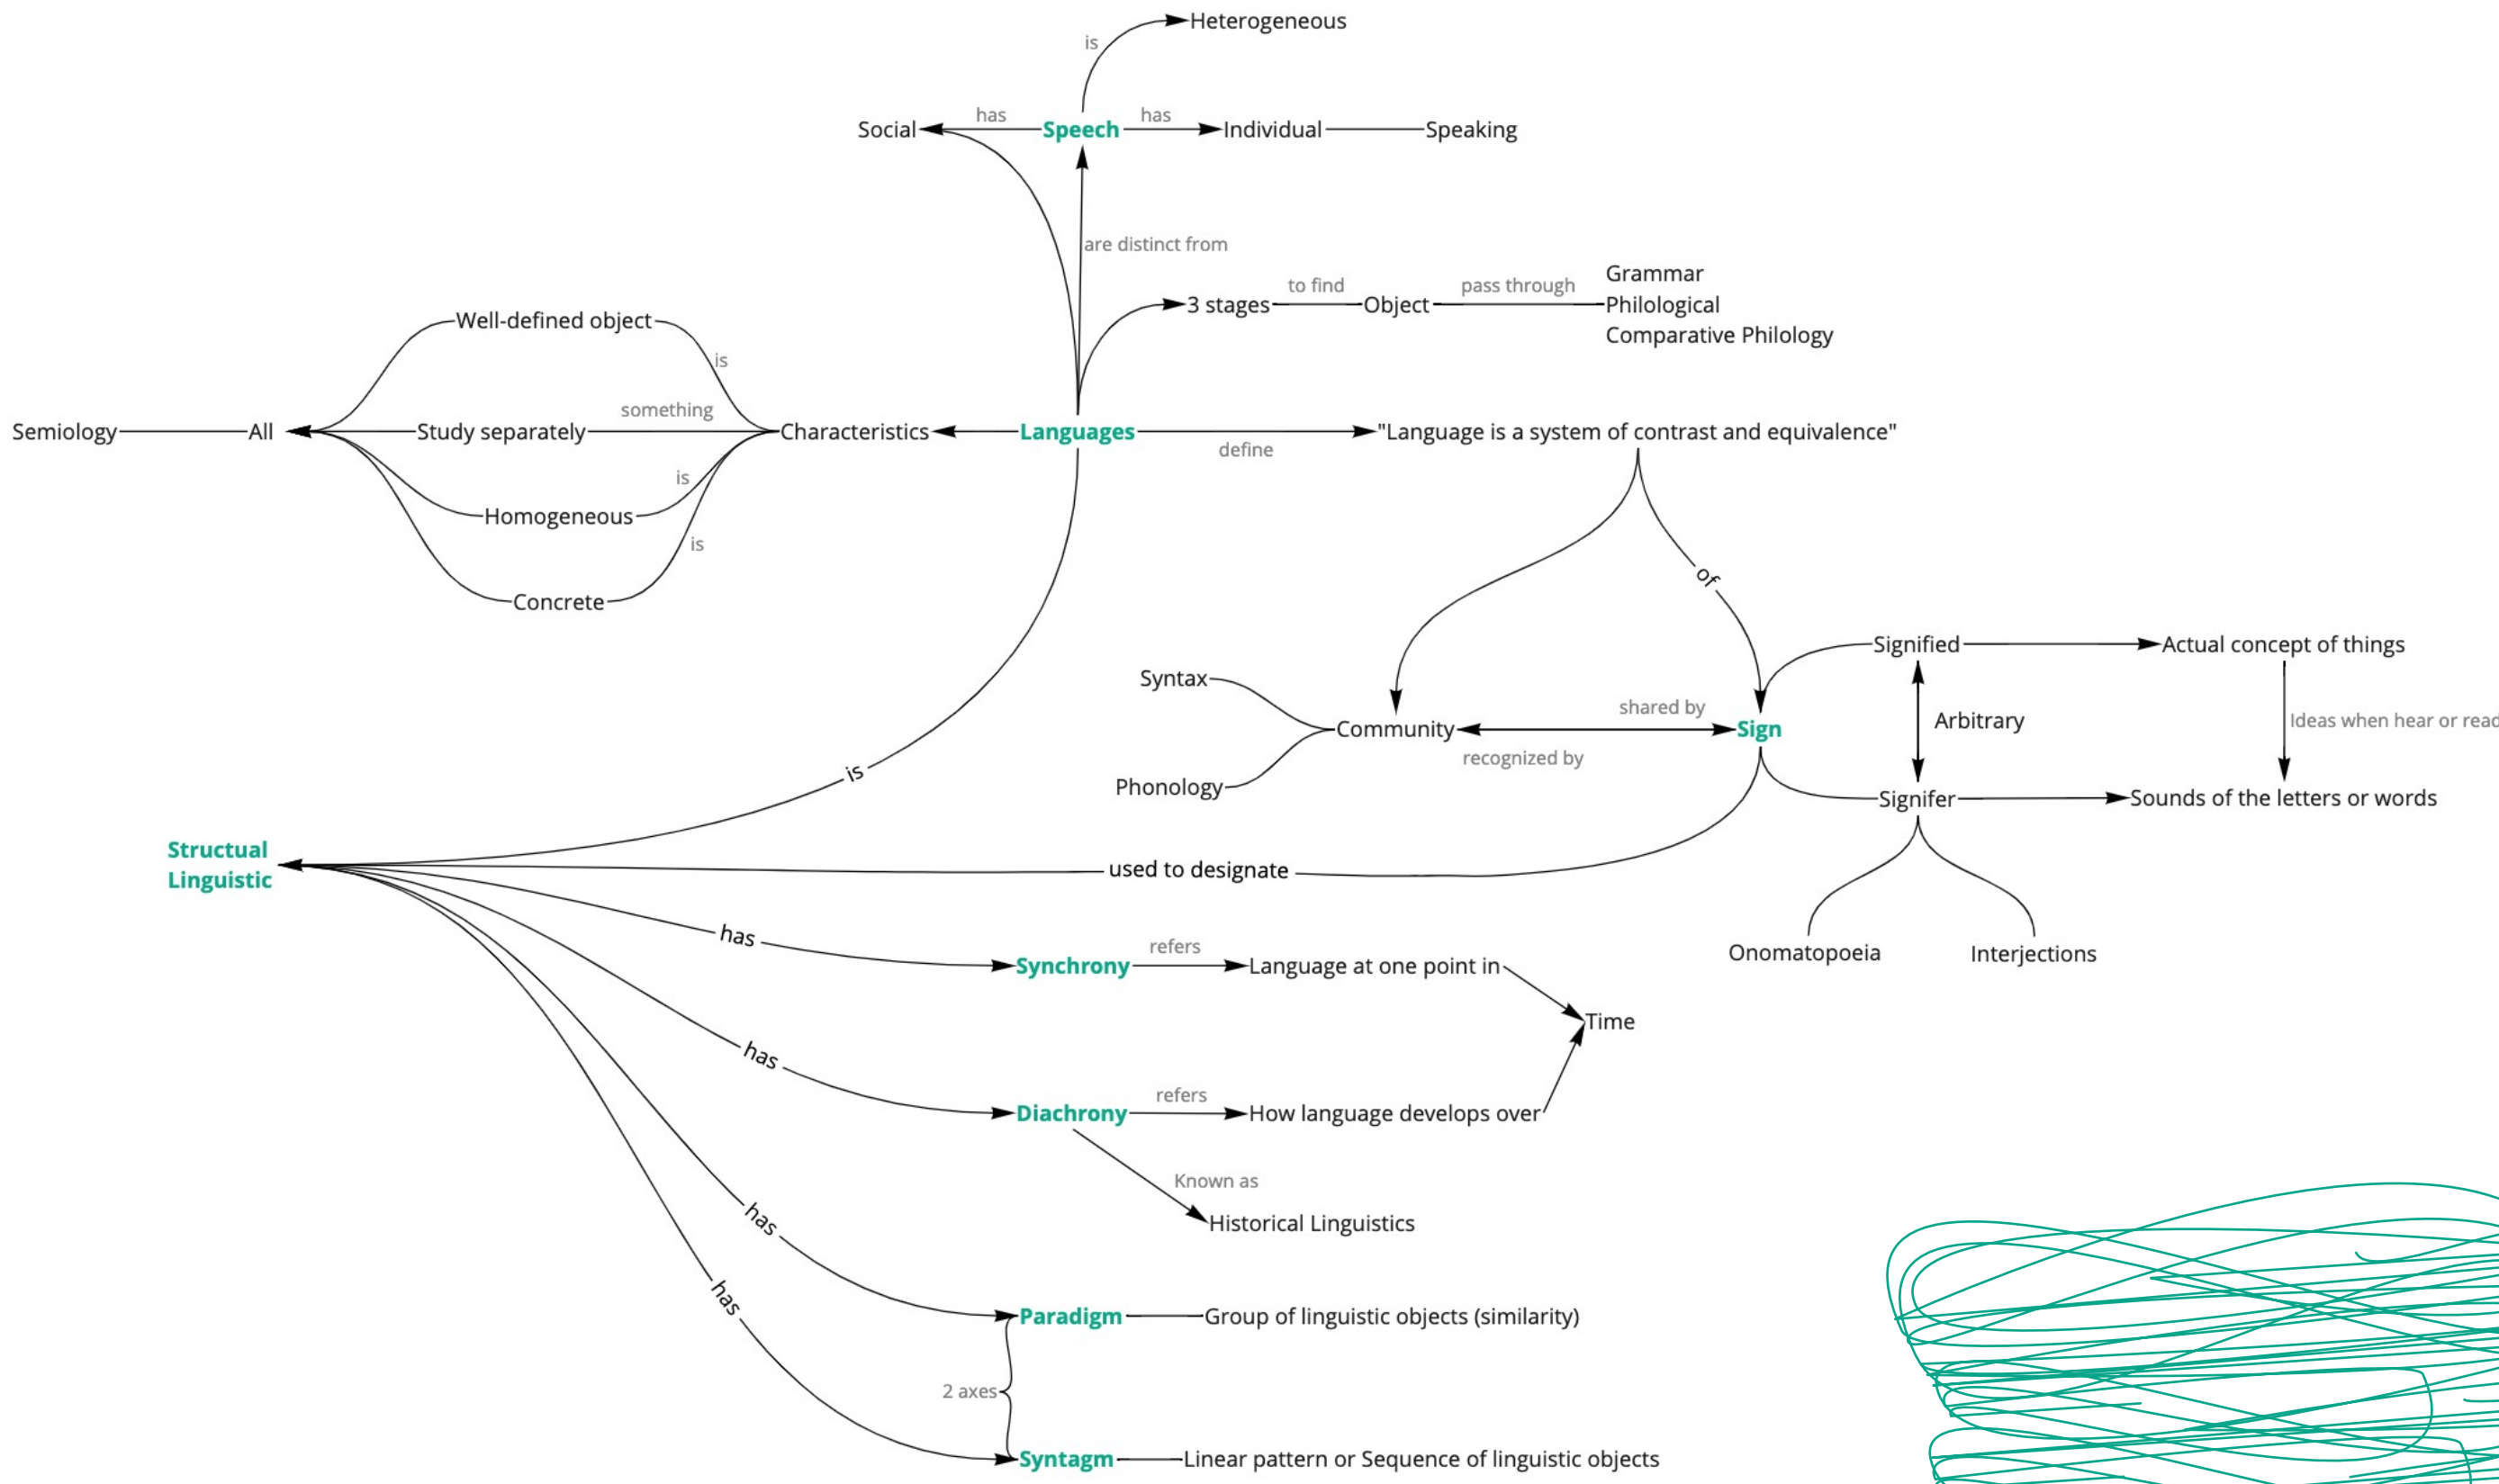 Heterogeneous
is
Social
has
Speech
has
Individual
Speaking
are distinct from
3 stages
to find
Object
pass through
Grammar
Philological
Comparative Philology
Well-defined object
is
Semiology
All
Study separately
something
Characteristics
Languages
define
"Language is a system of contrast and equivalence"
is
Homogeneous
is
Concrete
of
Signified
Actual concept of things
Syntax
Community
shared by
recognized by
Sign
Arbitrary
Ideas when hear or read
Phonology
Signifer
Sounds of the letters or words
is
Structual
Linguistic
used to designate
Onomatopoeia
Interjections
has
Synchrony
refers
Language at one point in
Time
has
Diachrony
refers
How language develops over
Known as
Historical Linguistics
has
Paradigm
Group of linguistic objects (similarity)
2 axes
has
Syntagm
Linear pattern or Sequence of linguistic objects